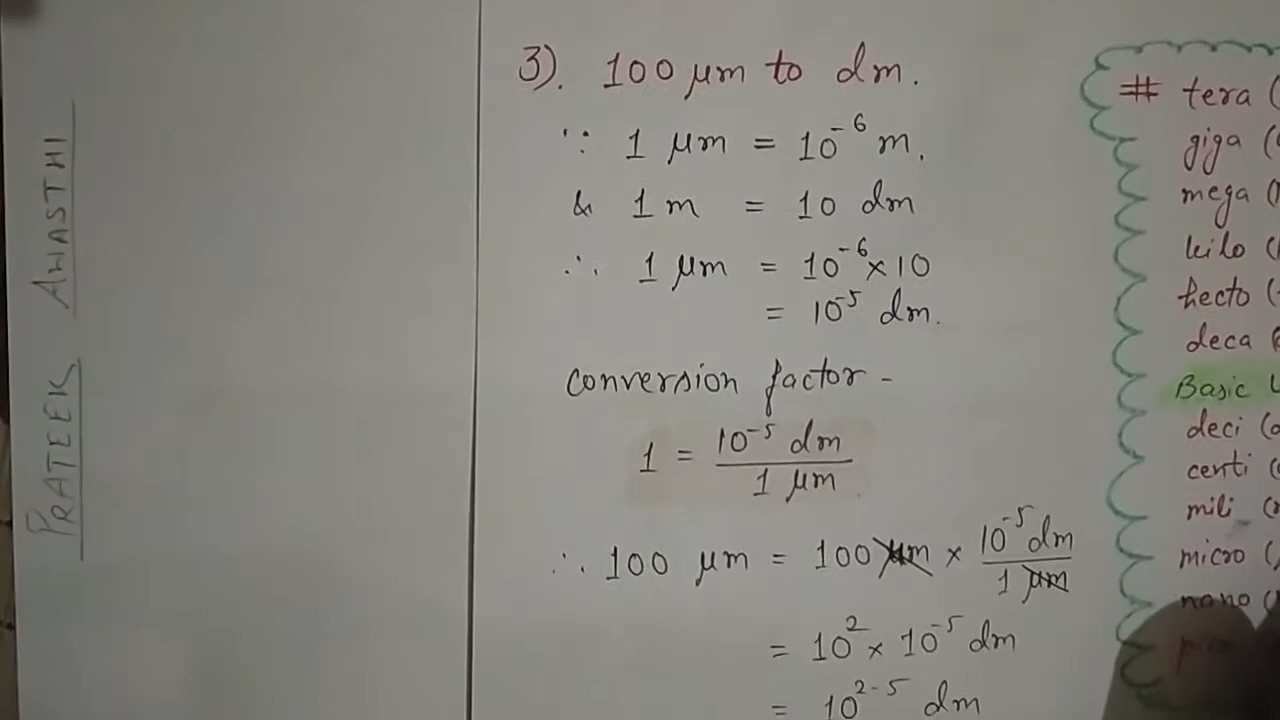 PRATEEK AWASTHI
3). 100 μm to dm.
∵ 1 μm = 10⁻⁶ m.
& 1 m = 10 dm
∴ 1 μm = 10⁻⁶ × 10
= 10⁻⁵ dm.
conversion factor -
1 = 10⁻⁵ dm / 1 μm
∴ 100 μm = 100 μm × 10⁻⁵ dm / 1 μm
= 10² × 10⁻⁵ dm
= 10²⁻⁵ dm
# tera (
giga (
mega (
kilo (
hecto (
deca (
Basic
deci (
centi (
mili (
micro (
nano (